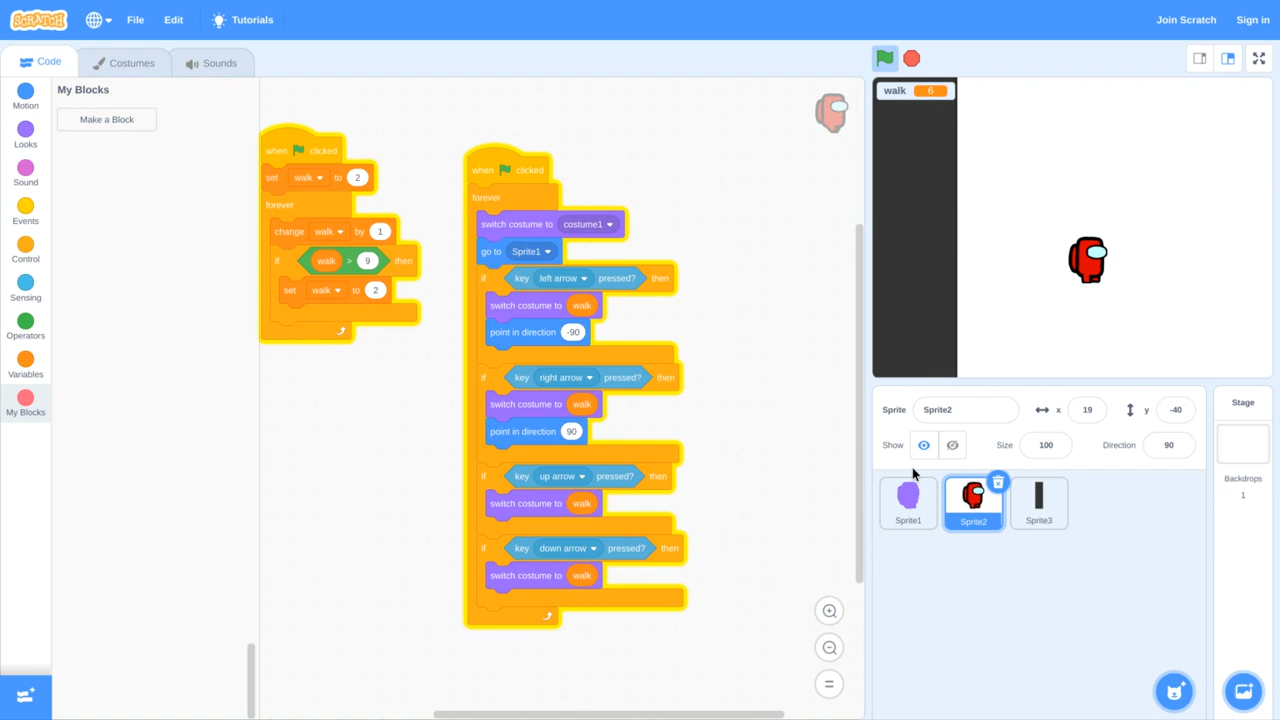 SCRATCH
File
Edit
Tutorials
Join Scratch
Sign in
Code
Costumes
Sounds
Motion
Looks
Sound
Events
Control
Sensing
Operators
Variables
My Blocks
My Blocks
Make a Block
when clicked
set walk to 2
forever
change walk by 1
if walk > 9 then
set walk to 2
when clicked
forever
switch costume to costume1
go to Sprite1
if key left arrow pressed? then
switch costume to walk
point in direction -90
if key right arrow pressed? then
switch costume to walk
point in direction 90
if key up arrow pressed? then
switch costume to walk
if key down arrow pressed? then
switch costume to walk
walk 6
Sprite Sprite2 x 19 y -40
Show Size 100 Direction 90
Sprite1
Sprite2
Sprite3
Stage
Backdrops
1